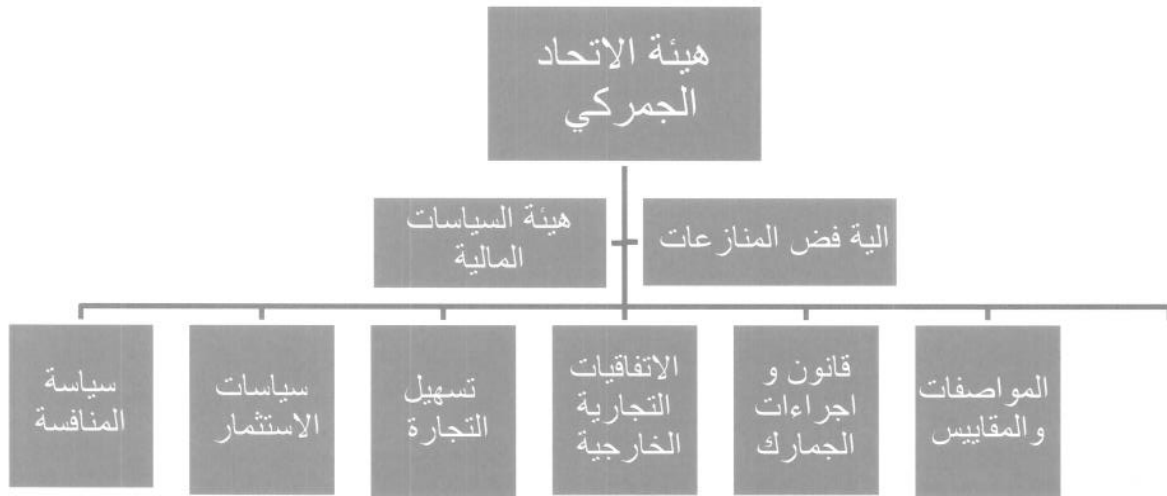 هيئة الاتحاد
الجمركي
الية فض المنازعات
هيئة السياسات
المالية
المواصفات
والمقاييس
قانون و
اجراءات
الجمارك
الاتفاقيات
التجارية
الخارجية
تسهيل
التجارة
سياسات
الاستثمار
سياسة
المنافسة